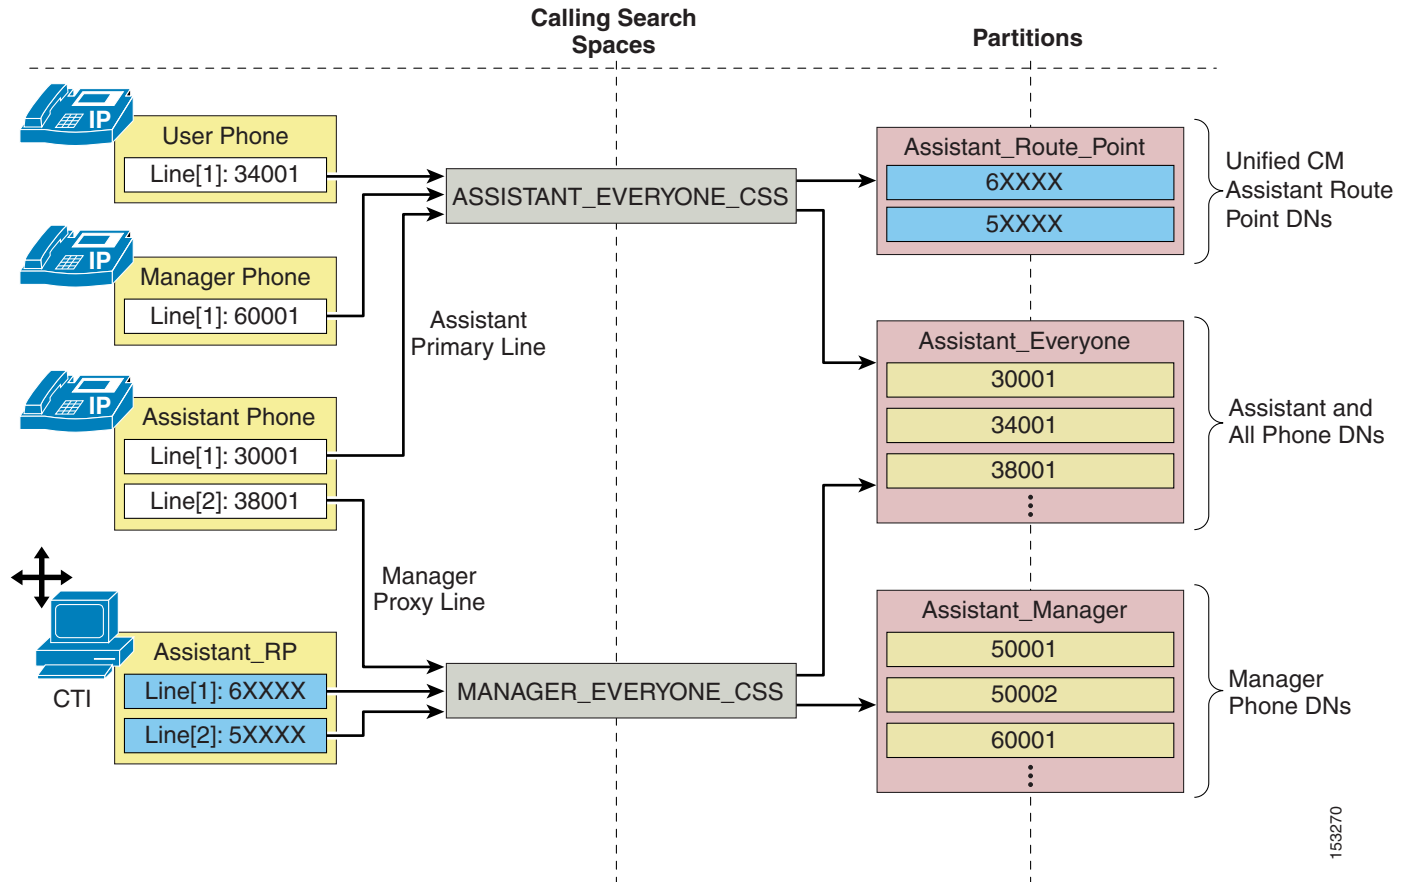 Calling Search
Spaces
Partitions
IP
User Phone
Line[1]: 34001
IP
Manager Phone
Line[1]: 60001
IP
Assistant Phone
Line[1]: 30001
Line[2]: 38001
CTI
Assistant_RP
Line[1]: 6XXXX
Line[2]: 5XXXX
Assistant
Primary Line
Manager
Proxy Line
ASSISTANT_EVERYONE_CSS
MANAGER_EVERYONE_CSS
Assistant_Route_Point
6XXXX
5XXXX
Unified CM
Assistant Route
Point DNs
Assistant_Everyone
30001
34001
38001
Assistant and
All Phone DNs
Assistant_Manager
50001
50002
60001
Manager
Phone DNs
153270